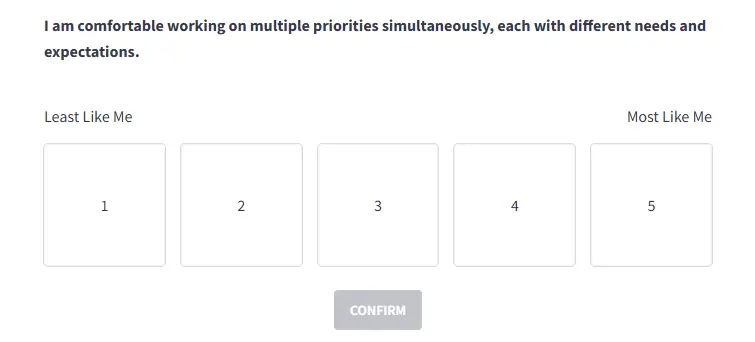 I am comfortable working on multiple priorities simultaneously, each with different needs and
expectations.
Least Like Me Most Like Me
1 2 3 4 5
CONFIRM